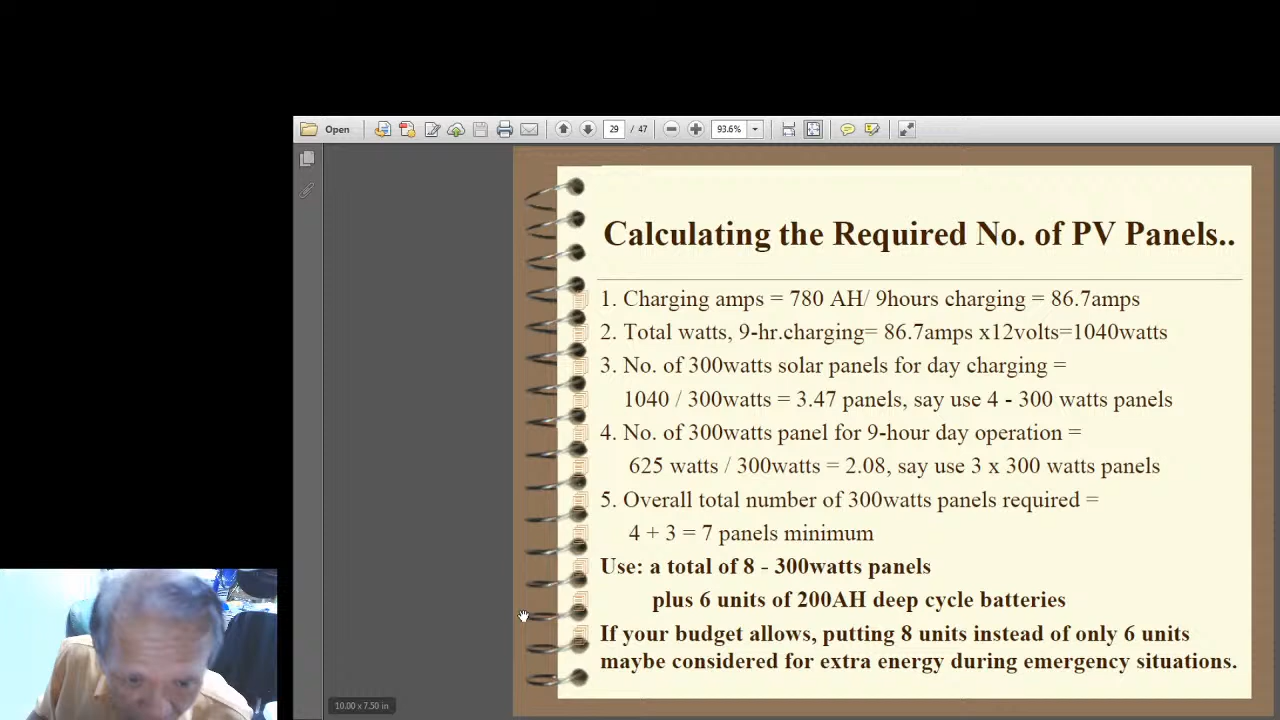 Open
29 / 47
93.6%
Calculating the Required No. of PV Panels..
1. Charging amps = 780 AH/ 9hours charging = 86.7amps
2. Total watts, 9-hr.charging= 86.7amps x12volts=1040watts
3. No. of 300watts solar panels for day charging =
1040 / 300watts = 3.47 panels, say use 4 - 300 watts panels
4. No. of 300watts panel for 9-hour day operation =
625 watts / 300watts = 2.08, say use 3 x 300 watts panels
5. Overall total number of 300watts panels required =
4 + 3 = 7 panels minimum
Use: a total of 8 - 300watts panels
plus 6 units of 200AH deep cycle batteries
If your budget allows, putting 8 units instead of only 6 units
maybe considered for extra energy during emergency situations.
10.00 x 7.50 in